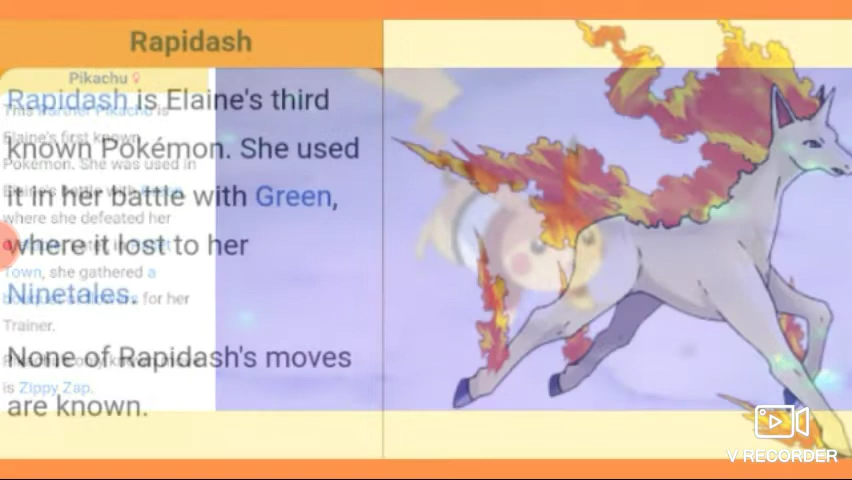 Rapidash
Pikachu ♀
Rapidash is Elaine's third
known Pokémon. She used
it in her battle with Green,
where it lost to her
Ninetales.
None of Rapidash's moves
are known.
This Partner Pikachu is
Elaine's first known
Pokémon. She was used in
where she defeated her
Town, she gathered a
for her
Trainer.
is Zippy Zap.
V RECORDER